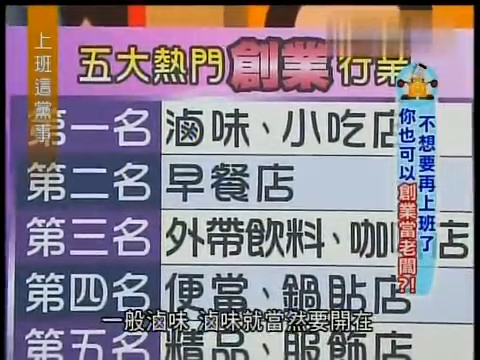 上班這黨事
五大熱門創業行業
第一名 滷味、小吃店
第二名 早餐店
第三名 外帶飲料、咖啡店
第四名 便當、鍋貼店
第五名 精品、服飾店
不想要再上班了
你也可以創業當老闆?!
一般滷味 滷味就當然要開在